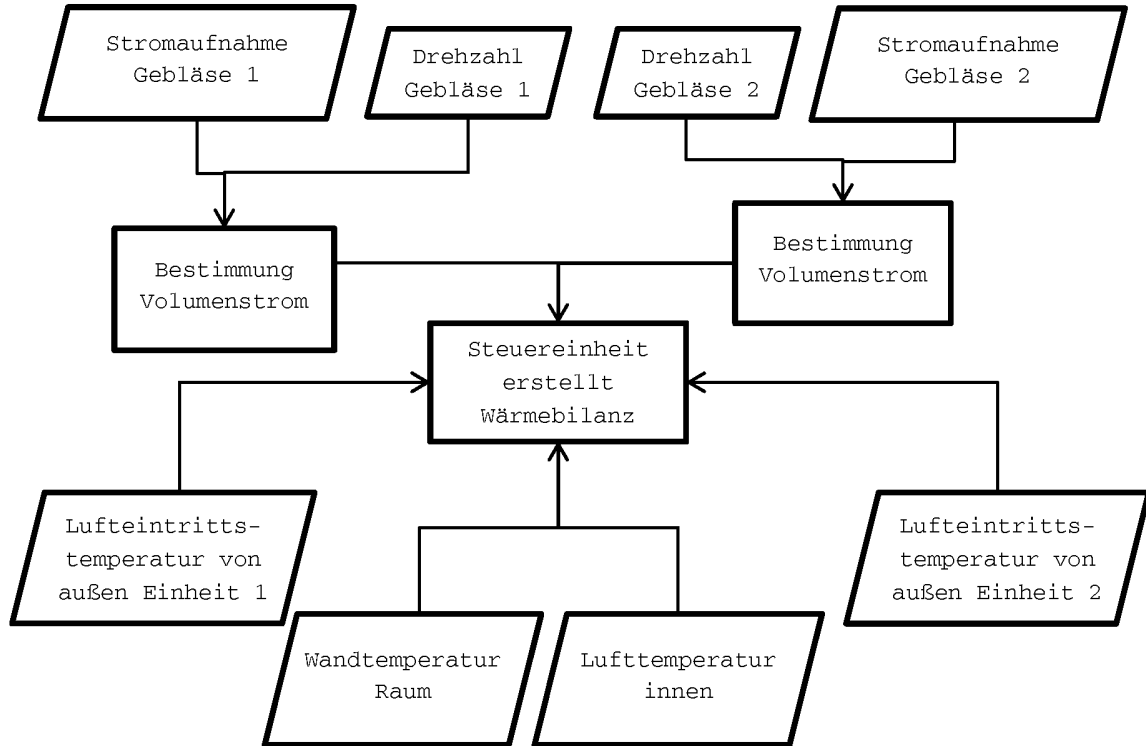 Stromaufnahme
Gebläse 1
Drehzahl
Gebläse 1
Drehzahl
Gebläse 2
Stromaufnahme
Gebläse 2
Bestimmung
Volumenstrom
Bestimmung
Volumenstrom
Steuereinheit
erstellt
Wärmebilanz
Lufteintritts-
temperatur von
außen Einheit 1
Lufteintritts-
temperatur von
außen Einheit 2
Wandtemperatur
Raum
Lufttemperatur
innen